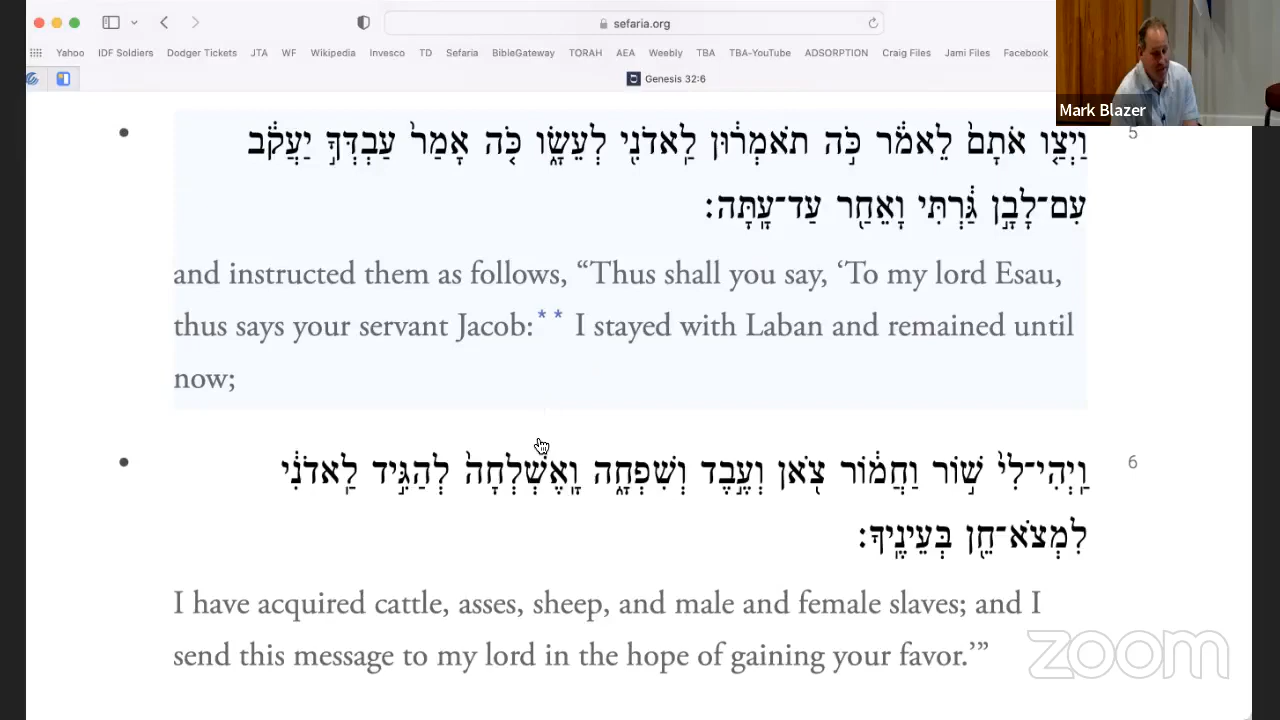 sefaria.org
Yahoo IDF Soldiers Dodger Tickets JTA WF Wikipedia Invesco TD Sefaria BibleGateway TORAH AEA Weebly TBA TBA-YouTube ADSORPTION Craig Files Jami Files Facebook
Genesis 32:6
Mark Blazer
5
וַיְצַ֤ו אֹתָם֙ לֵאמֹ֔ר כֹּ֣ה תֹאמְר֔וּן לַֽאדֹנִ֖י לְעֵשָׂ֑ו כֹּ֤ה אָמַר֙ עַבְדְּךָ֣ יַעֲקֹ֔ב
עִם־לָבָ֣ן גַּ֔רְתִּי וָאֵחַ֖ר עַד־עָֽתָּה׃
and instructed them as follows, “Thus shall you say, ‘To my lord Esau,
thus says your servant Jacob:* * I stayed with Laban and remained until
now;
6
וַֽיְהִי־לִי֙ שׁ֣וֹר וַחֲמ֔וֹר צֹ֖אן וְעֶ֣בֶד וְשִׁפְחָ֑ה וָֽאֶשְׁלְחָה֙ לְהַגִּ֣יד לַֽאדֹנִ֔י
לִמְצֹא־חֵ֖ן בְּעֵינֶֽיךָ׃
I have acquired cattle, asses, sheep, and male and female slaves; and I
send this message to my lord in the hope of gaining your favor.’”
zoom